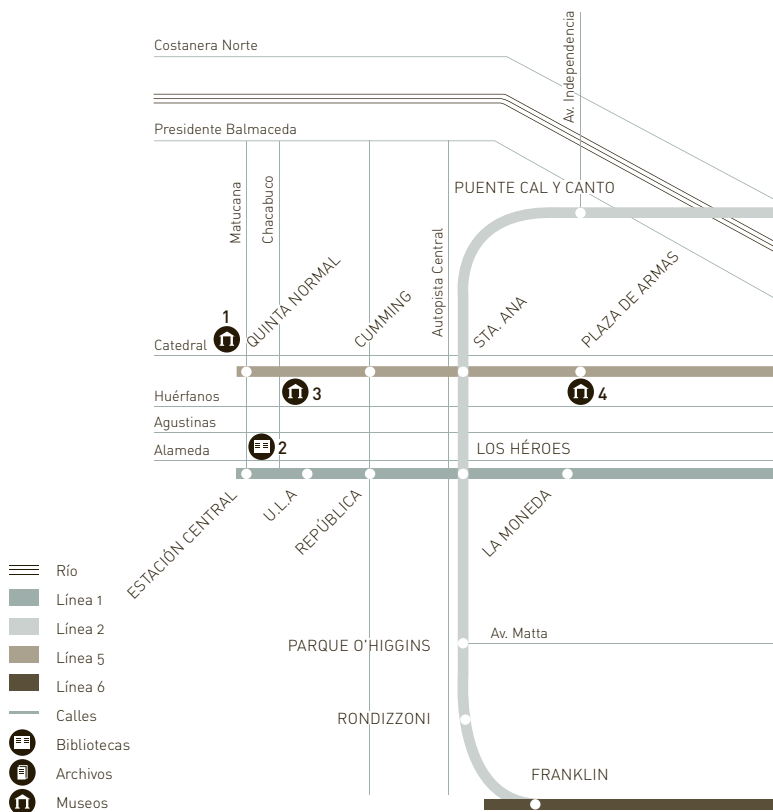 Costanera Norte
Av. Independencia
Presidente Balmaceda
PUENTE CAL Y CANTO
Matucana
Chacabuco
Autopista Central
QUINTA NORMAL
CUMMING
STA. ANA
PLAZA DE ARMAS
1
Catedral
Huérfanos
3
4
Agustinas
Alameda
2
LOS HÉROES
ESTACIÓN CENTRAL
U.L.A
REPÚBLICA
LA MONEDA
Río
Línea 1
Línea 2
Línea 5
Línea 6
Calles
Bibliotecas
Archivos
Museos
PARQUE O'HIGGINS
Av. Matta
RONDIZZONI
FRANKLIN